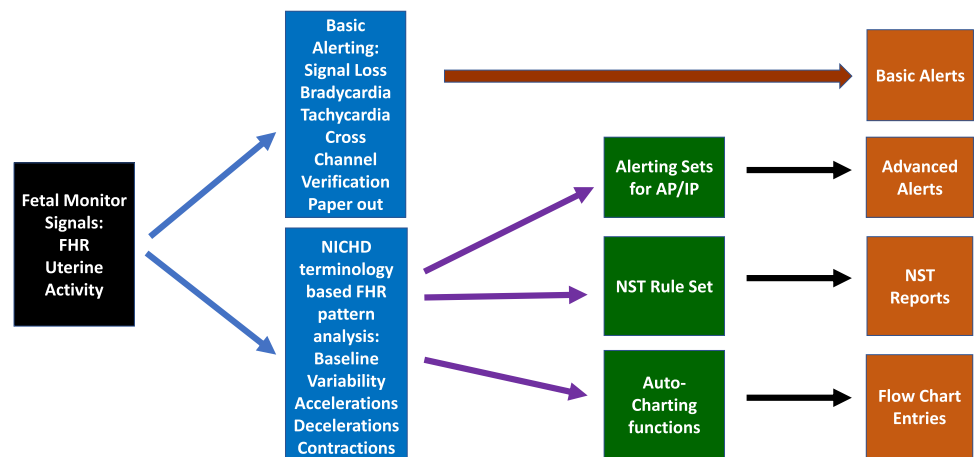 Fetal Monitor
Signals:
FHR
Uterine
Activity
Basic
Alerting:
Signal Loss
Bradycardia
Tachycardia
Cross
Channel
Verification
Paper out
NICHD
terminology
based FHR
pattern
analysis:
Baseline
Variability
Accelerations
Decelerations
Contractions
Alerting Sets
for AP/IP
NST Rule Set
Auto-
Charting
functions
Basic Alerts
Advanced
Alerts
NST
Reports
Flow Chart
Entries